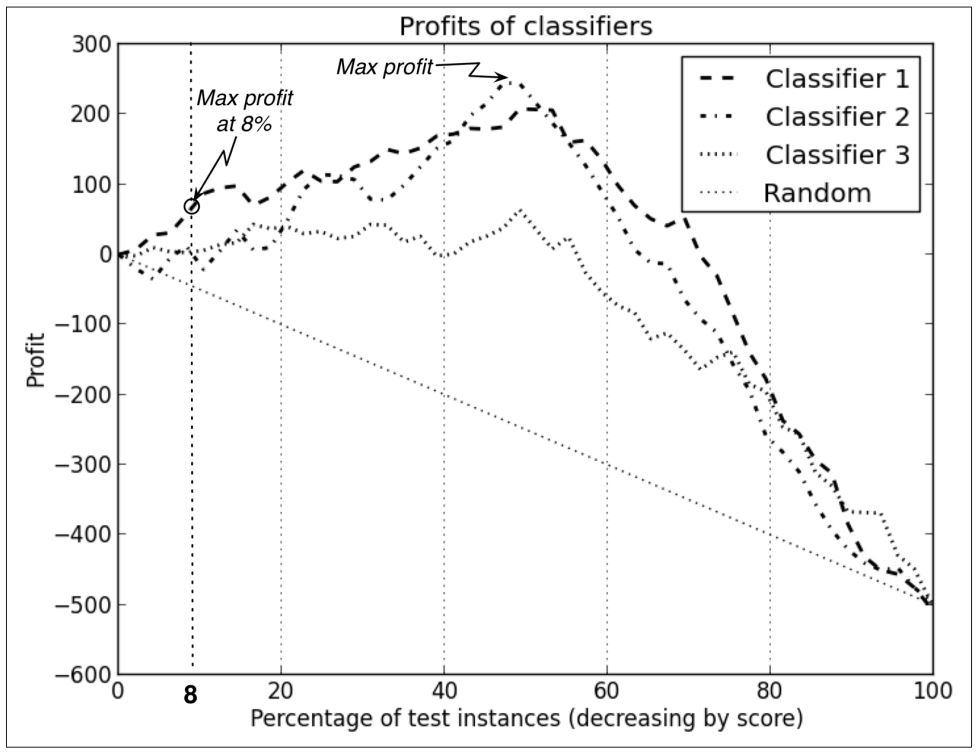 Profits of classifiers
300
200
100
0
−100
−200
−300
−400
−500
−600
Profit
Max profit
at 8%
Max profit
Classifier 1
Classifier 2
Classifier 3
Random
0
8
20
40
60
80
100
Percentage of test instances (decreasing by score)